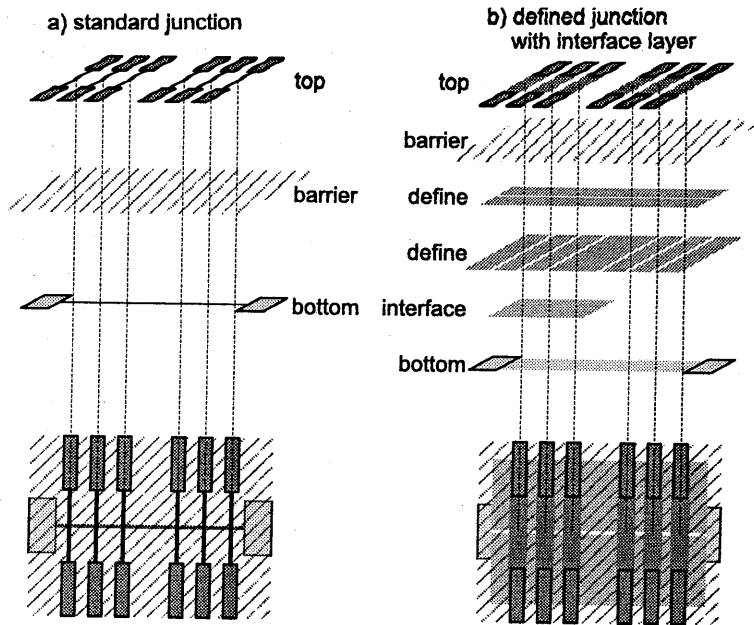 a) standard junction
top
barrier
bottom
b) defined junction
with interface layer
top
barrier
define
define
interface
bottom